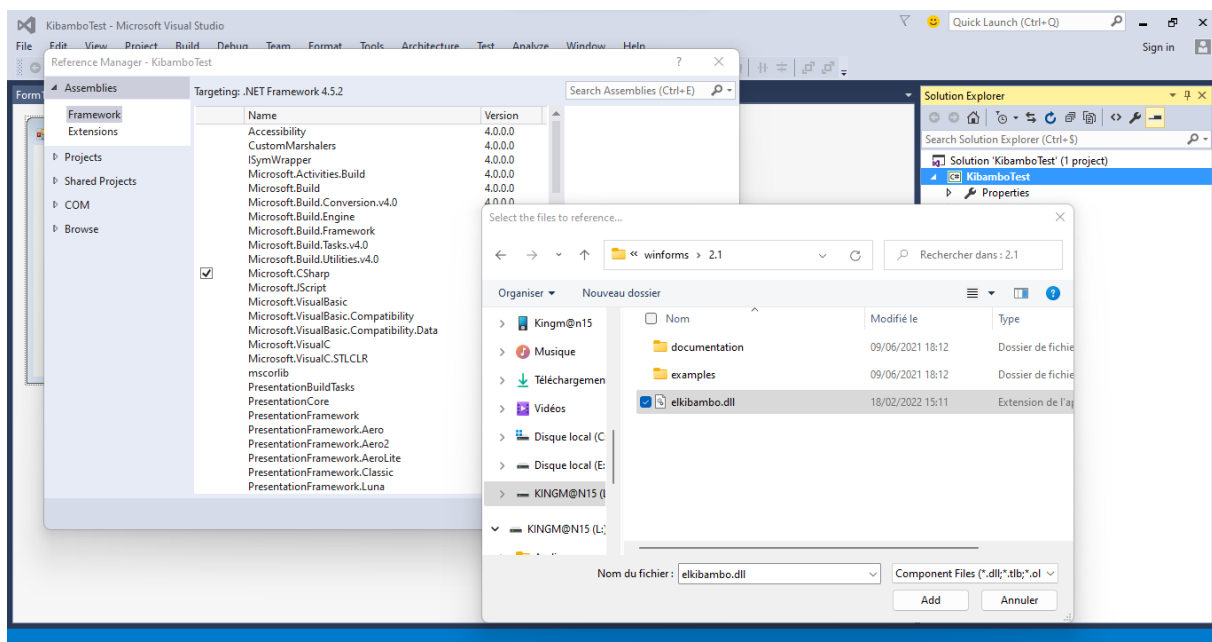 KibamboTest - Microsoft Visual Studio
Quick Launch (Ctrl+Q)
File Edit View Project Build Debug Team Format Tools Architecture Test Analyze Window Help
Sign in
Reference Manager - KibamboTest
Assemblies
Framework
Extensions
Projects
Shared Projects
COM
Browse
Targeting: .NET Framework 4.5.2
Search Assemblies (Ctrl+E)
Name Version
Accessibility 4.0.0.0
CustomMarshalers 4.0.0.0
ISymWrapper 4.0.0.0
Microsoft.Activities.Build 4.0.0.0
Microsoft.Build 4.0.0.0
Microsoft.Build.Conversion.v4.0 4.0.0.0
Microsoft.Build.Engine
Microsoft.Build.Framework
Microsoft.Build.Tasks.v4.0
Microsoft.Build.Utilities.v4.0
Microsoft.CSharp
Microsoft.JScript
Microsoft.VisualBasic
Microsoft.VisualBasic.Compatibility
Microsoft.VisualBasic.Compatibility.Data
Microsoft.VisualC
Microsoft.VisualC.STLCLR
mscorlib
PresentationBuildTasks
PresentationCore
PresentationFramework
PresentationFramework.Aero
PresentationFramework.Aero2
PresentationFramework.AeroLite
PresentationFramework.Classic
PresentationFramework.Luna
Select the files to reference...
« winforms > 2.1
Rechercher dans : 2.1
Organiser Nouveau dossier
Kingm@n15
Musique
Téléchargemen
Vidéos
Disque local (C
Disque local (E:
KINGM@N15 (L
KINGM@N15 (L:)
Nom Modifié le Type
documentation 09/06/2021 18:12 Dossier de fichie
examples 09/06/2021 18:12 Dossier de fichie
elkibambo.dll 18/02/2022 15:11 Extension de l'ap
Nom du fichier : elkibambo.dll
Component Files (*.dll;*.tlb;*.ol
Add Annuler
Solution Explorer
Search Solution Explorer (Ctrl+$)
Solution 'KibamboTest' (1 project)
C# KibamboTest
Properties